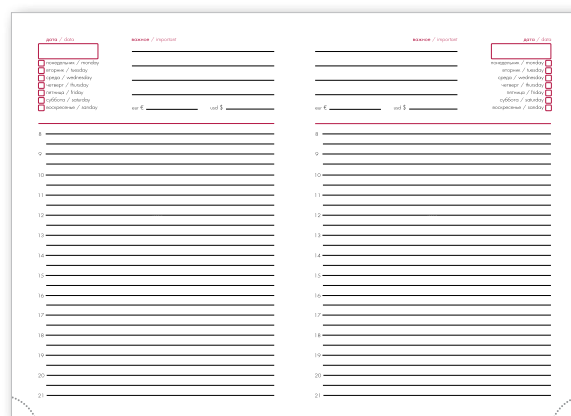 дата / data
важное / important
понедельник / monday
вторник / tuesday
среда / wednesday
четверг / thursday
пятница / friday
суббота / saturday
воскресенье / sunday
eur € usd $
8
9
10
11
12
13
14
15
16
17
18
19
20
21
важное / important
дата / data
понедельник / monday
вторник / tuesday
среда / wednesday
четверг / thursday
пятница / friday
суббота / saturday
воскресенье / sunday
eur € usd $
8
9
10
11
12
13
14
15
16
17
18
19
20
21